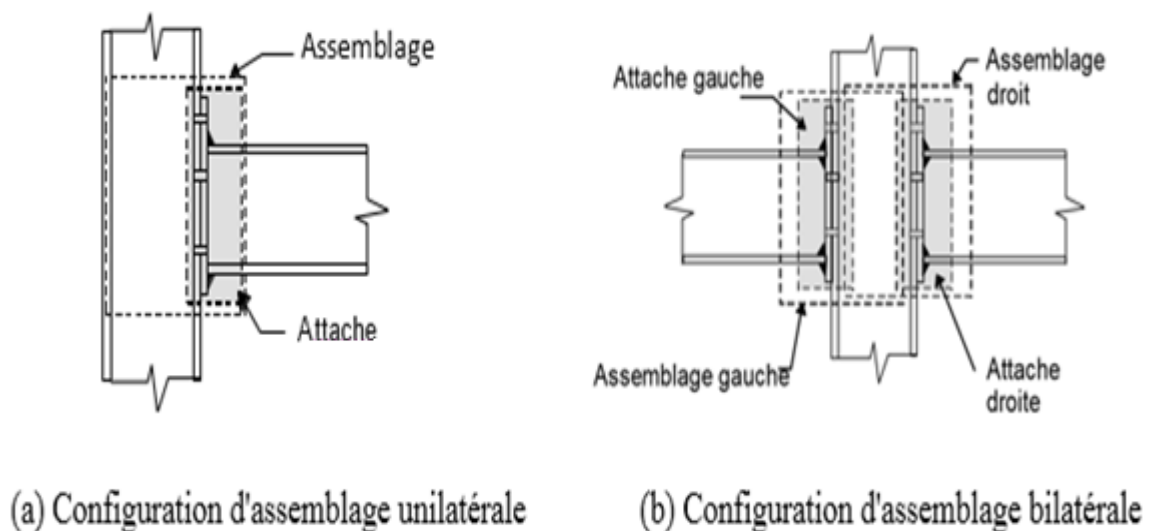 Assemblage
Attache
Attache gauche
Assemblage
droit
Assemblage gauche
Attache
droite
(a) Configuration d'assemblage unilatérale
(b) Configuration d'assemblage bilatérale